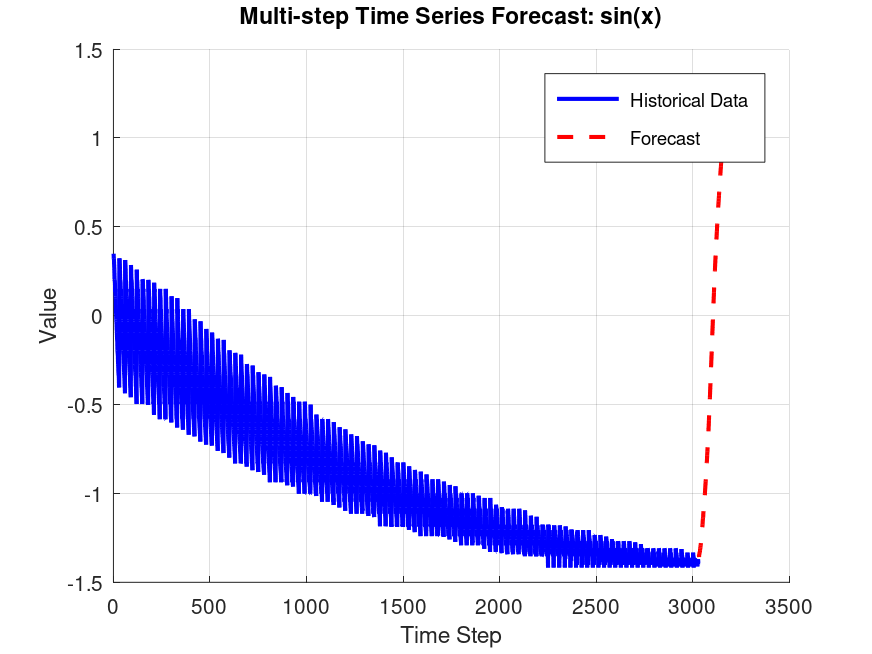 Multi-step Time Series Forecast: sin(x)
1.5
1
0.5
0
-0.5
-1
-1.5
Value
Historical Data
Forecast
0 500 1000 1500 2000 2500 3000 3500
Time Step